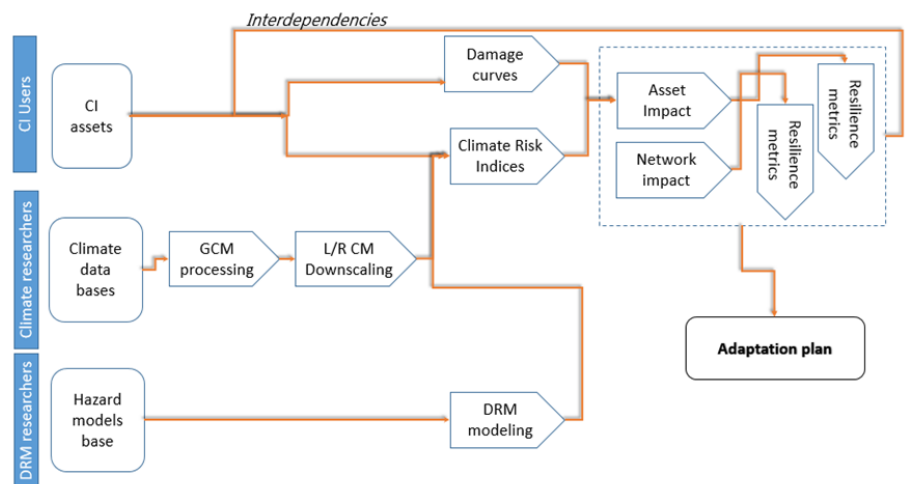 Interdependencies
CI Users
CI
assets
Damage
curves
Climate Risk
Indices
Asset
Impact
Network
impact
Resilience
metrics
Resilience
metrics
Climate researchers
Climate
data
bases
GCM
processing
L/R CM
Downscaling
Adaptation plan
DRM researchers
Hazard
models
base
DRM
modeling